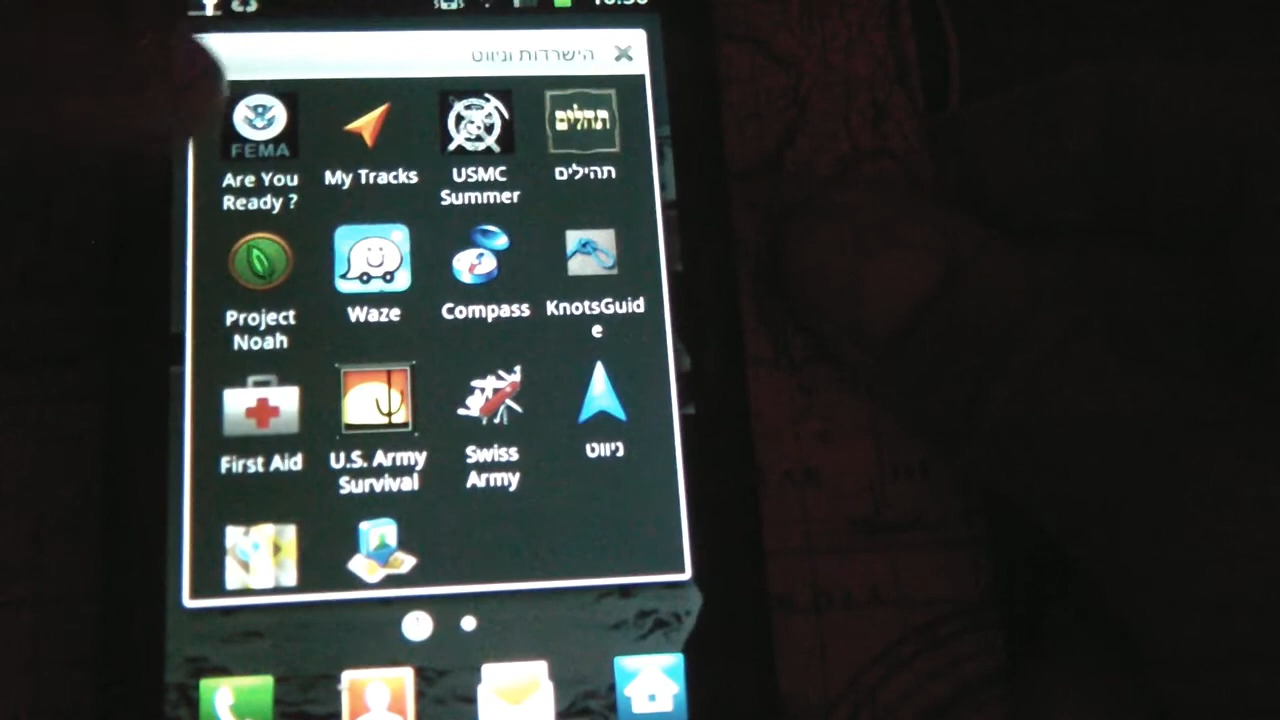 הישרדות וניווט
FEMA
Are You
Ready ?
My Tracks
USMC
Summer
תהלים
תהילים
Project
Noah
Waze
Compass
KnotsGuid
e
First Aid
U.S. Army
Survival
Swiss
Army
ניווט